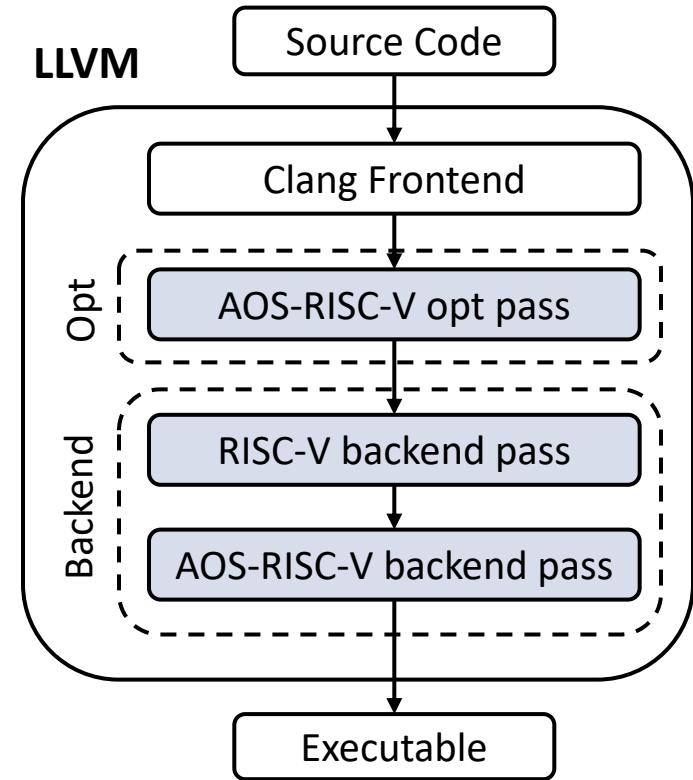 Source Code
LLVM
Clang Frontend
Opt
AOS-RISC-V opt pass
Backend
RISC-V backend pass
AOS-RISC-V backend pass
Executable